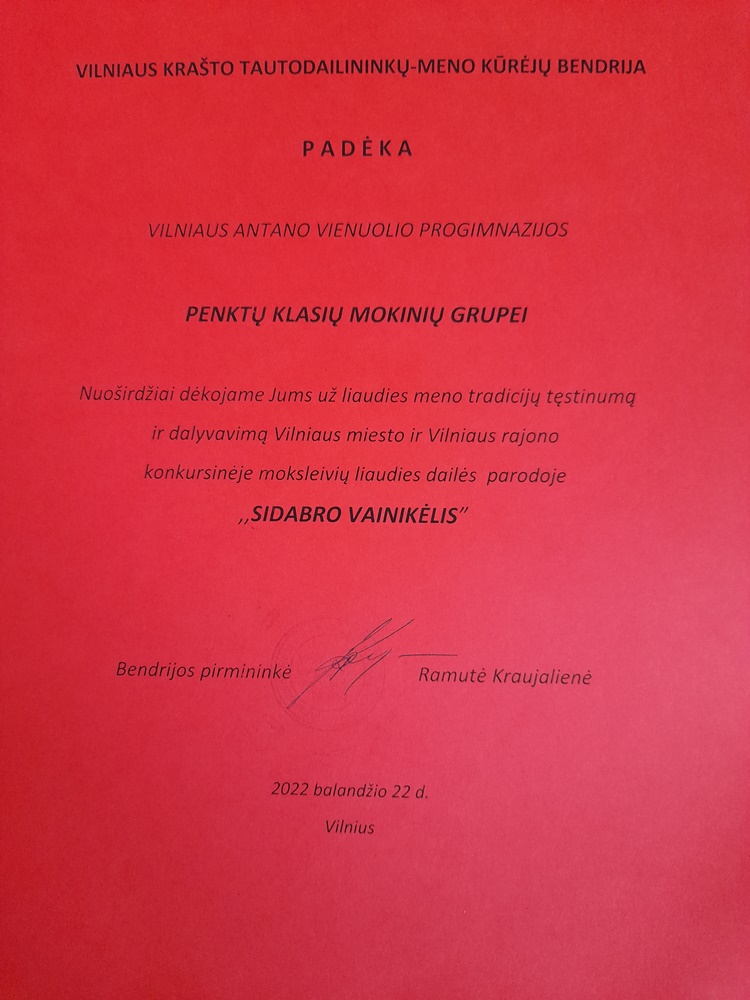 VILNIAUS KRAŠTO TAUTODAILININKŲ-MENO KŪRĖJŲ BENDRIJA
PADĖKA
VILNIAUS ANTANO VIENUOLIO PROGIMNAZIJOS
PENKTŲ KLASIŲ MOKINIŲ GRUPEI
Nuoširdžiai dėkojame Jums už liaudies meno tradicijų tęstinumą
ir dalyvavimą Vilniaus miesto ir Vilniaus rajono
konkursinėje moksleivių liaudies dailės parodoje
,,SIDABRO VAINIKĖLIS”
Bendrijos pirmininkė Ramutė Kraujalienė
2022 balandžio 22 d.
Vilnius